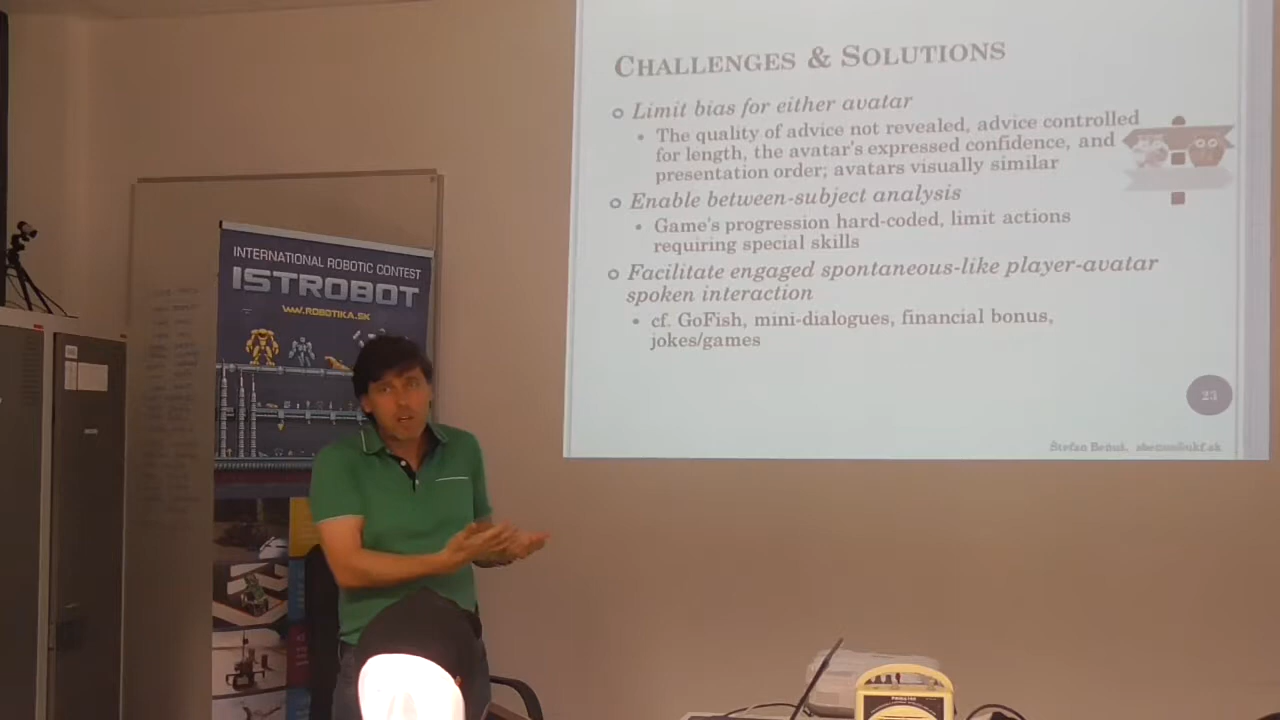 CHALLENGES & SOLUTIONS
Limit bias for either avatar
The quality of advice not revealed, advice controlled
for length, the avatar's expressed confidence, and
presentation order; avatars visually similar
Enable between-subject analysis
Game's progression hard-coded, limit actions
requiring special skills
Facilitate engaged spontaneous-like player-avatar
spoken interaction
cf. GoFish, mini-dialogues, financial bonus,
jokes/games
23
Štefan Beňuš,
INTERNATIONAL ROBOTIC CONTEST
ISTROBOT
WWW.ROBOTIKA.SK